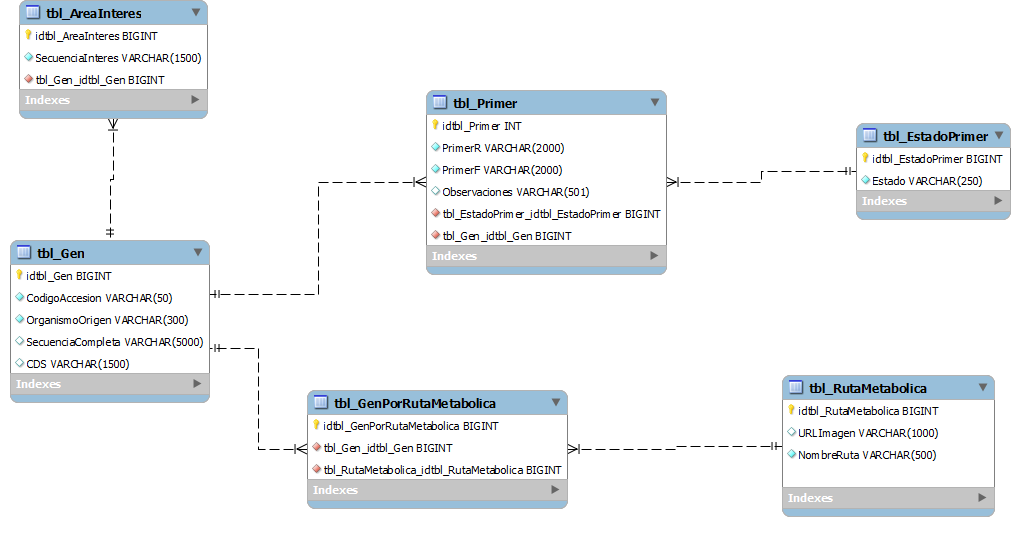 tbl_AreaInteres
idtbl_AreaInteres BIGINT
SecuenciaInteres VARCHAR(1500)
tbl_Gen_idtbl_Gen BIGINT
Indexes
tbl_Primer
idtbl_Primer INT
PrimerR VARCHAR(2000)
PrimerF VARCHAR(2000)
Observaciones VARCHAR(501)
tbl_EstadoPrimer_idtbl_EstadoPrimer BIGINT
tbl_Gen_idtbl_Gen BIGINT
Indexes
tbl_EstadoPrimer
idtbl_EstadoPrimer BIGINT
Estado VARCHAR(250)
Indexes
tbl_Gen
idtbl_Gen BIGINT
CodigoAccesion VARCHAR(50)
OrganismoOrigen VARCHAR(300)
SecuenciaCompleta VARCHAR(5000)
CDS VARCHAR(1500)
Indexes
tbl_GenPorRutaMetabolica
idtbl_GenPorRutaMetabolica BIGINT
tbl_Gen_idtbl_Gen BIGINT
tbl_RutaMetabolica_idtbl_RutaMetabolica BIGINT
Indexes
tbl_RutaMetabolica
idtbl_RutaMetabolica BIGINT
URLImagen VARCHAR(1000)
NombreRuta VARCHAR(500)
Indexes